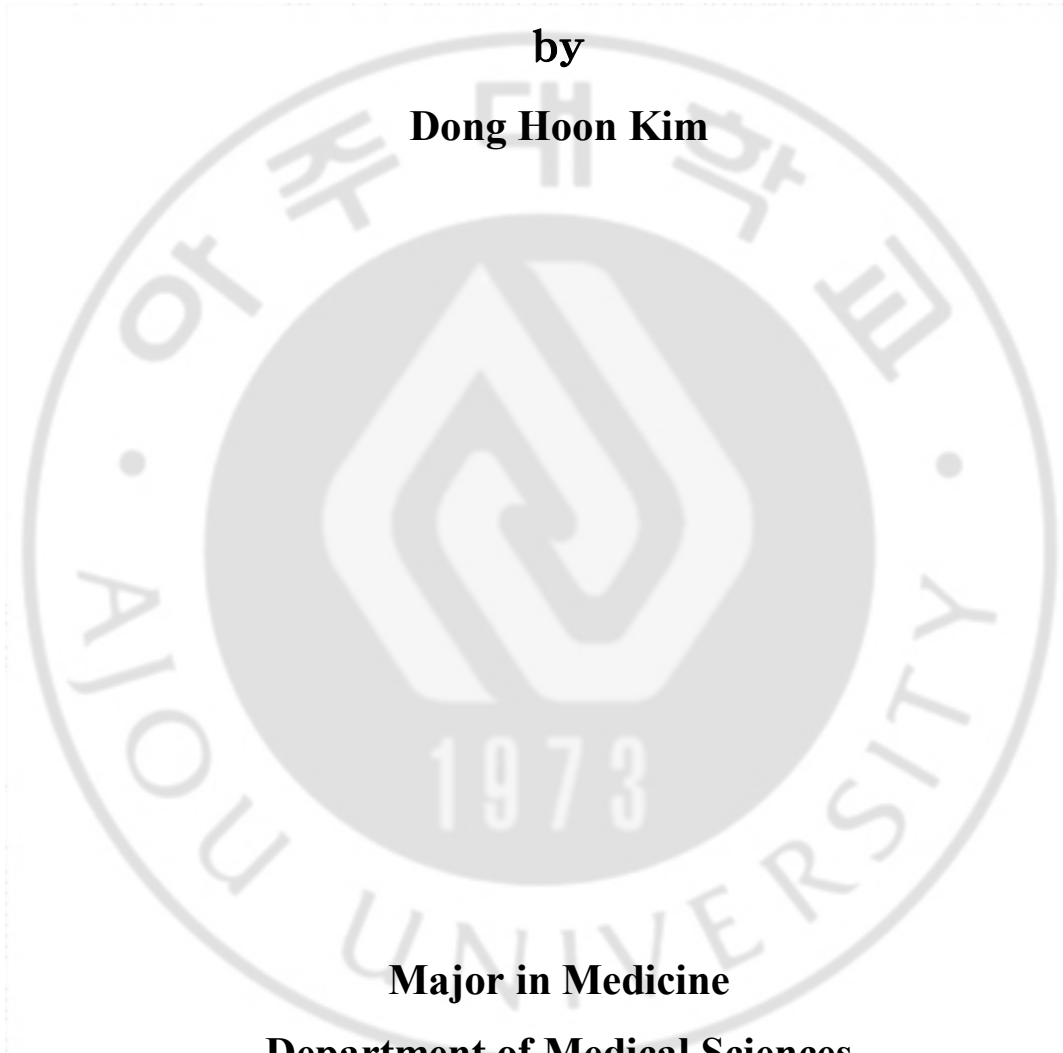 by
Dong Hoon Kim
아주대학교
1973
AJOU UNIVERSITY
Major in Medicine
Department of Medical Sciences